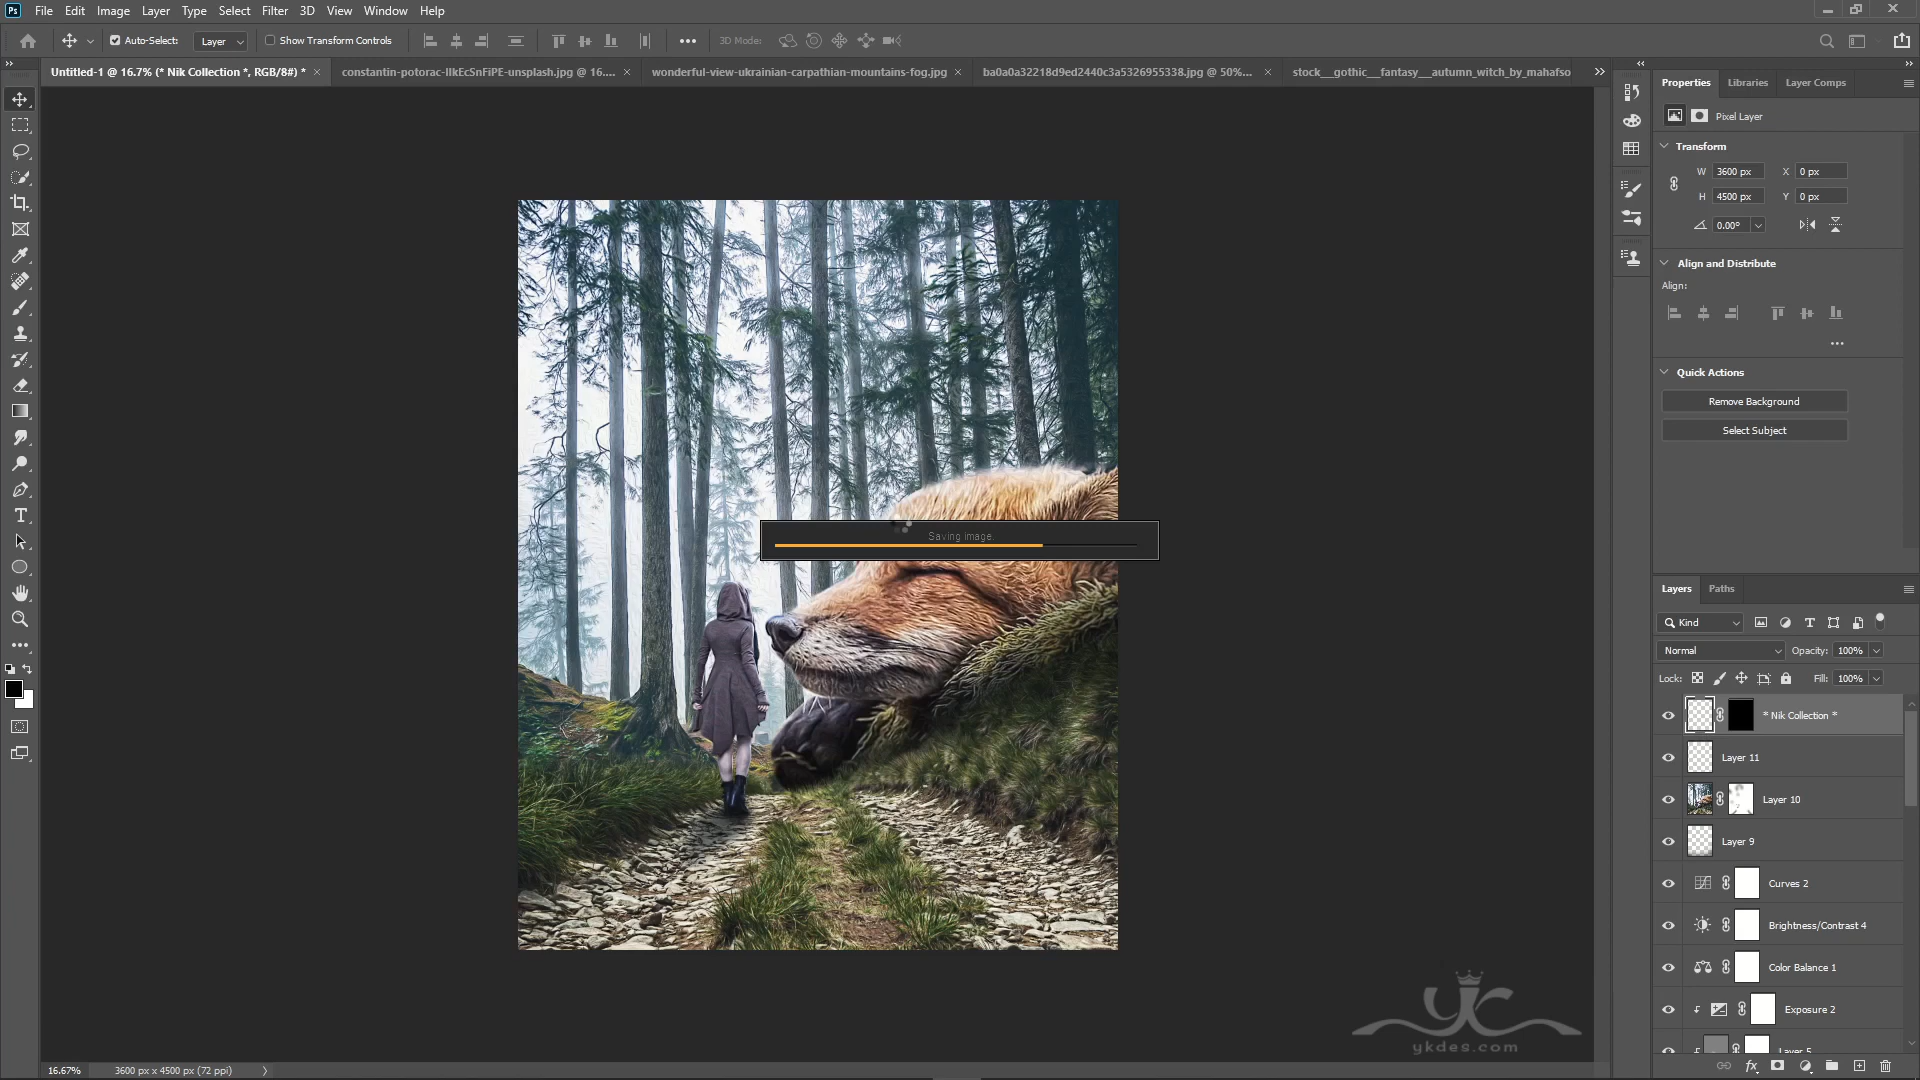 Ps File Edit Image Layer Type Select Filter 3D View Window Help
Auto-Select: Layer Show Transform Controls 3D Mode:
Untitled-1 @ 16.7% (* Nik Collection *, RGB/8#) * × constantin-potorac-IlkEcSnFiPE-unsplash.jpg @ 16.... × wonderful-view-ukrainian-carpathian-mountains-fog.jpg × ba0a0a32218d9ed2440c3a5326955338.jpg @ 50%... × stock__gothic__fantasy__autumn_witch_by_mahafso
Properties Libraries Layer Comps
Pixel Layer
Transform
W 3600 px X 0 px
H 4500 px Y 0 px
0.00°
Align and Distribute
Align:
Quick Actions
Remove Background
Select Subject
Saving image.
Layers Paths
Kind
Normal Opacity: 100%
Lock: Fill: 100%
* Nik Collection *
Layer 11
Layer 10
Layer 9
Curves 2
Brightness/Contrast 4
Color Balance 1
Exposure 2
Layer 5
ykdes.com
16.67% 3600 px x 4500 px (72 ppi)